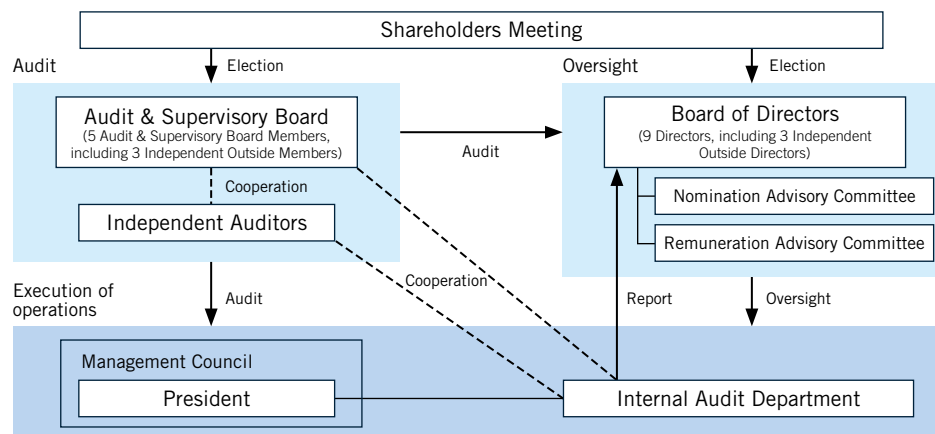 Shareholders Meeting
Audit
Election
Oversight
Election
Audit & Supervisory Board
(5 Audit & Supervisory Board Members,
including 3 Independent Outside Members)
Audit
Board of Directors
(9 Directors, including 3 Independent
Outside Directors)
Cooperation
Nomination Advisory Committee
Independent Auditors
Remuneration Advisory Committee
Cooperation
Execution of
operations
Audit
Report
Oversight
Management Council
President
Internal Audit Department